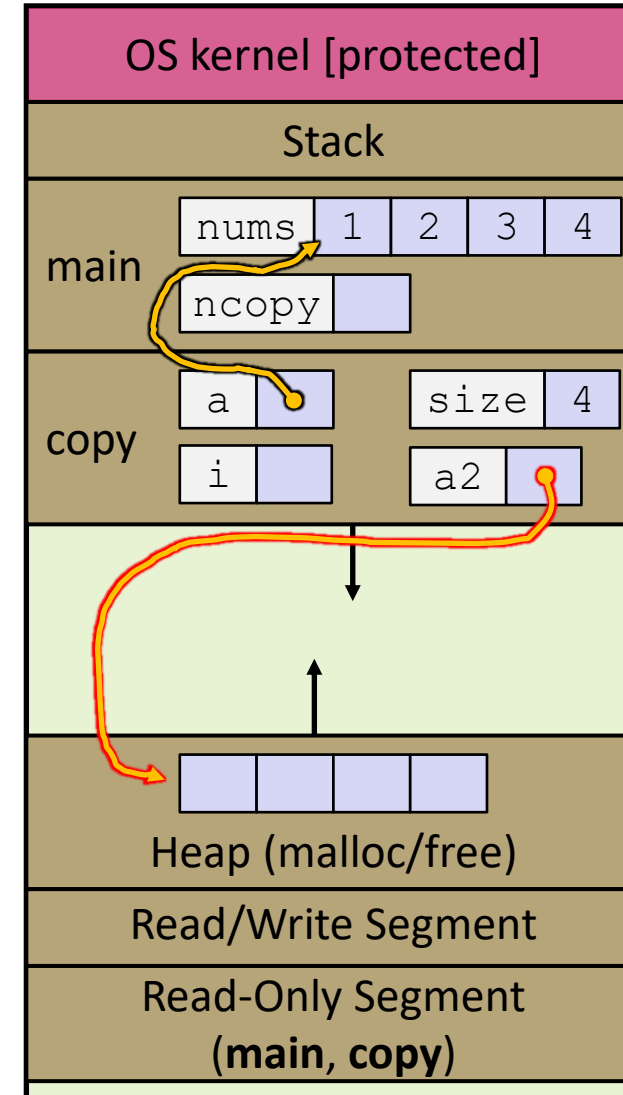 OS kernel [protected]
Stack
main
nums 1 2 3 4
ncopy
copy
a size 4
i a2
Heap (malloc/free)
Read/Write Segment
Read-Only Segment
(main, copy)